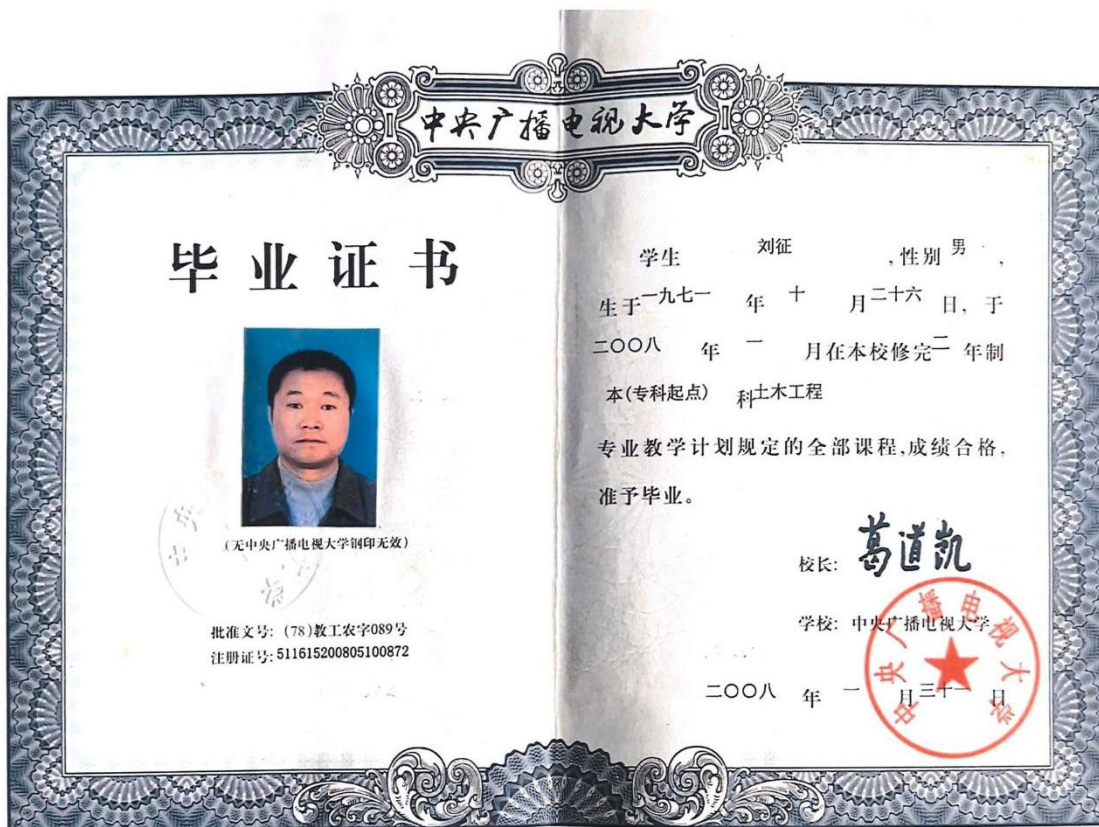 中央广播电视大学
毕业证书
(无中央广播电视大学钢印无效)
批准文号: (78)教工农字089号
注册证号: 511615200805100872
学生 刘征 , 性别 男 ,
生于一九七一 年 十 月二十六 日, 于
二〇〇八 年 一 月在本校修完二 年制
本(专科起点) 科土木工程
专业教学计划规定的全部课程,成绩合格,
准予毕业。
校长: 葛道凯
学校: 中央广播电视大学
二〇〇八 年 一 月三十一 日
中央广播电视大学